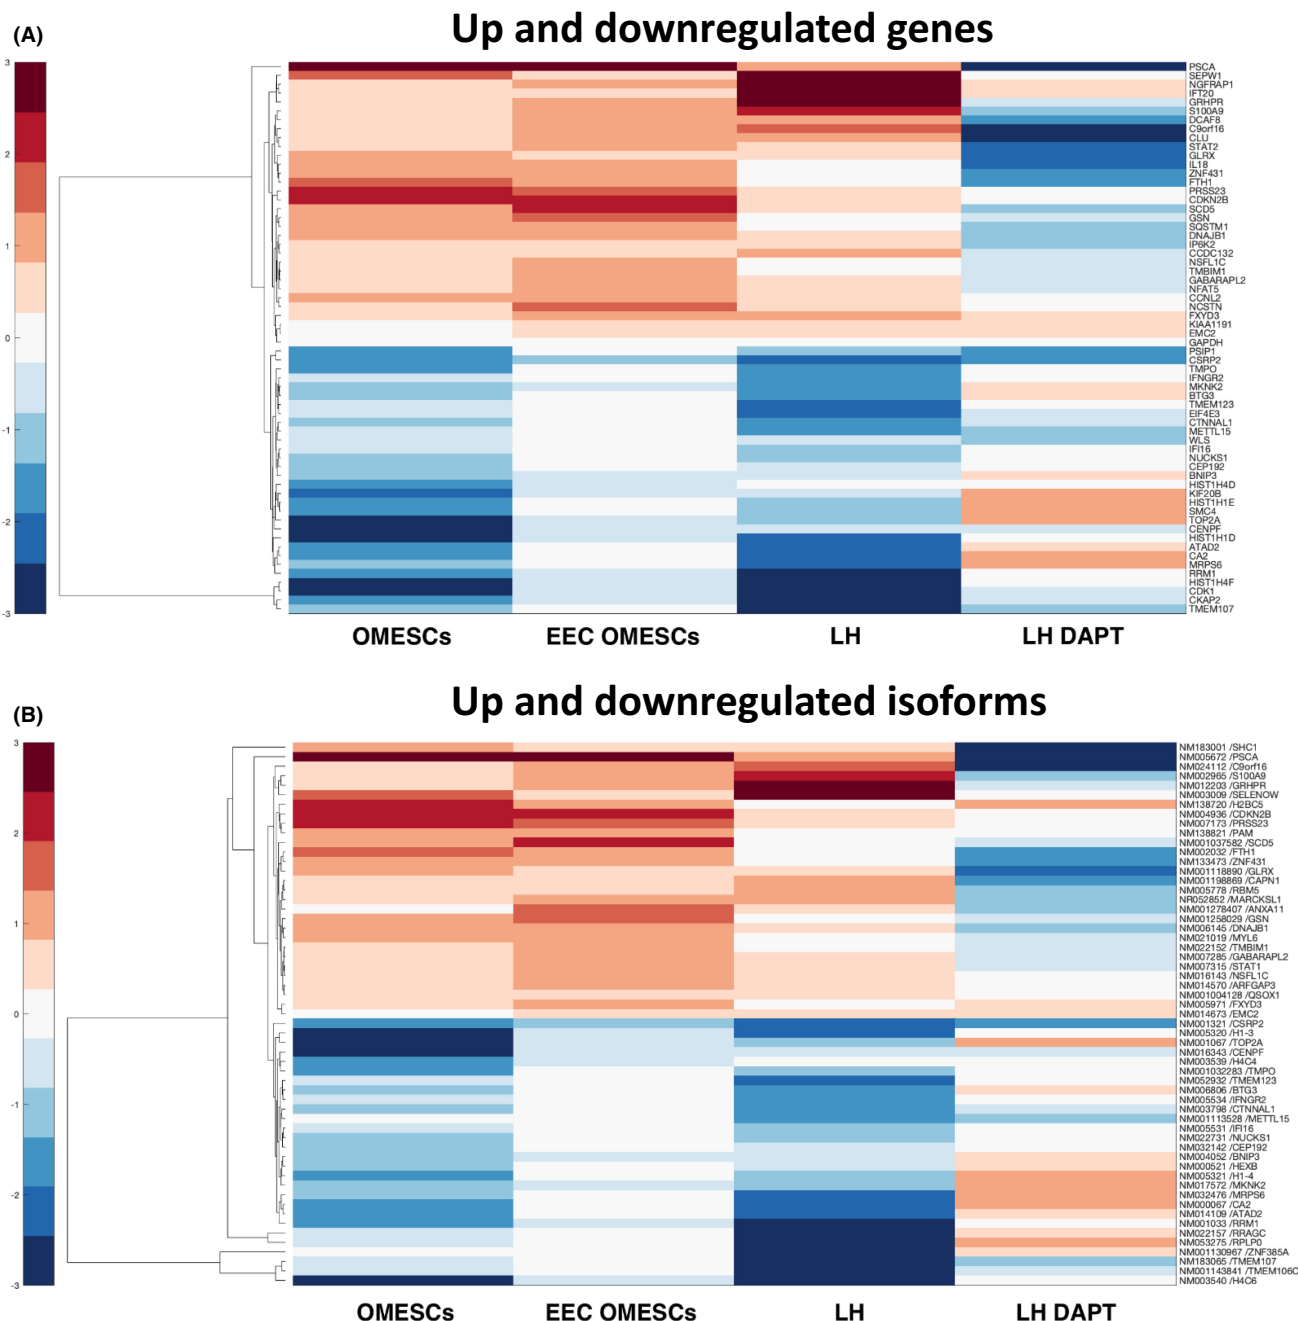 (A)
Up and downregulated genes
3
2
1
0
-1
-2
-3
PSCA
SEPW1
NGFRAP1
IFT20
GRHPR
S100A9
DCAF8
C9orf16
CLU
STAT2
GLRX
IL18
ZNF431
FTH1
PRSS23
CDKN2B
SCD5
GSN
SQSTM1
DNAJB1
IP6K2
CCDC132
NSFL1C
TMBIM1
GABARAPL2
NFAT5
CCNL2
NCSTN
FXYD3
KIAA1191
EMC2
GAPDH
PSIP1
CSRP2
TMPO
IFNGR2
MKNK2
BTG3
TMEM123
EIF4E3
CTNNAL1
METTL15
WLS
IFI16
NUCKS1
CEP192
BNIP3
HIST1H4D
KIF20B
HIST1H1E
SMC4
TOP2A
CENPF
HIST1H1D
ATAD2
CA2
MRPS6
RRM1
HIST1H4F
CDK1
CKAP2
TMEM107
OMESCs EEC OMESCs LH LH DAPT
(B)
Up and downregulated isoforms
3
2
1
0
-1
-2
-3
NM183001 /SHC1
NM005672 /PSCA
NM024112 /C9orf16
NM002965 /S100A9
NM012203 /GRHPR
NM003009 /SELENOW
NM138720 /H2BC5
NM004936 /CDKN2B
NM007173 /PRSS23
NM138821 /PAM
NM001037582 /SCD5
NM002032 /FTH1
NM133473 /ZNF431
NM001118890 /GLRX
NM001198869 /CAPN1
NM005778 /RBM5
NR052852 /MARCKSL1
NM001278407 /ANXA11
NM001258029 /GSN
NM006145 /DNAJB1
NM021019 /MYL6
NM022152 /TMBIM1
NM007285 /GABARAPL2
NM007315 /STAT1
NM016143 /NSFL1C
NM014570 /ARFGAP3
NM001004128 /QSOX1
NM005971 /FXYD3
NM014673 /EMC2
NM001321 /CSRP2
NM005320 /H1-3
NM001067 /TOP2A
NM016343 /CENPF
NM003539 /H4C4
NM001032283 /TMPO
NM052932 /TMEM123
NM006806 /BTG3
NM005534 /IFNGR2
NM003798 /CTNNAL1
NM001113528 /METTL15
NM005531 /IFI16
NM022731 /NUCKS1
NM032142 /CEP192
NM004052 /BNIP3
NM000521 /HEXB
NM005321 /H1-4
NM017572 /MKNK2
NM032476 /MRPS6
NM000067 /CA2
NM014109 /ATAD2
NM001033 /RRM1
NM022157 /RRAGC
NM053275 /RPLP0
NM001130967 /ZNF385A
NM183065 /TMEM107
NM001143841 /TMEM106C
NM003540 /H4C6
OMESCs EEC OMESCs LH LH DAPT